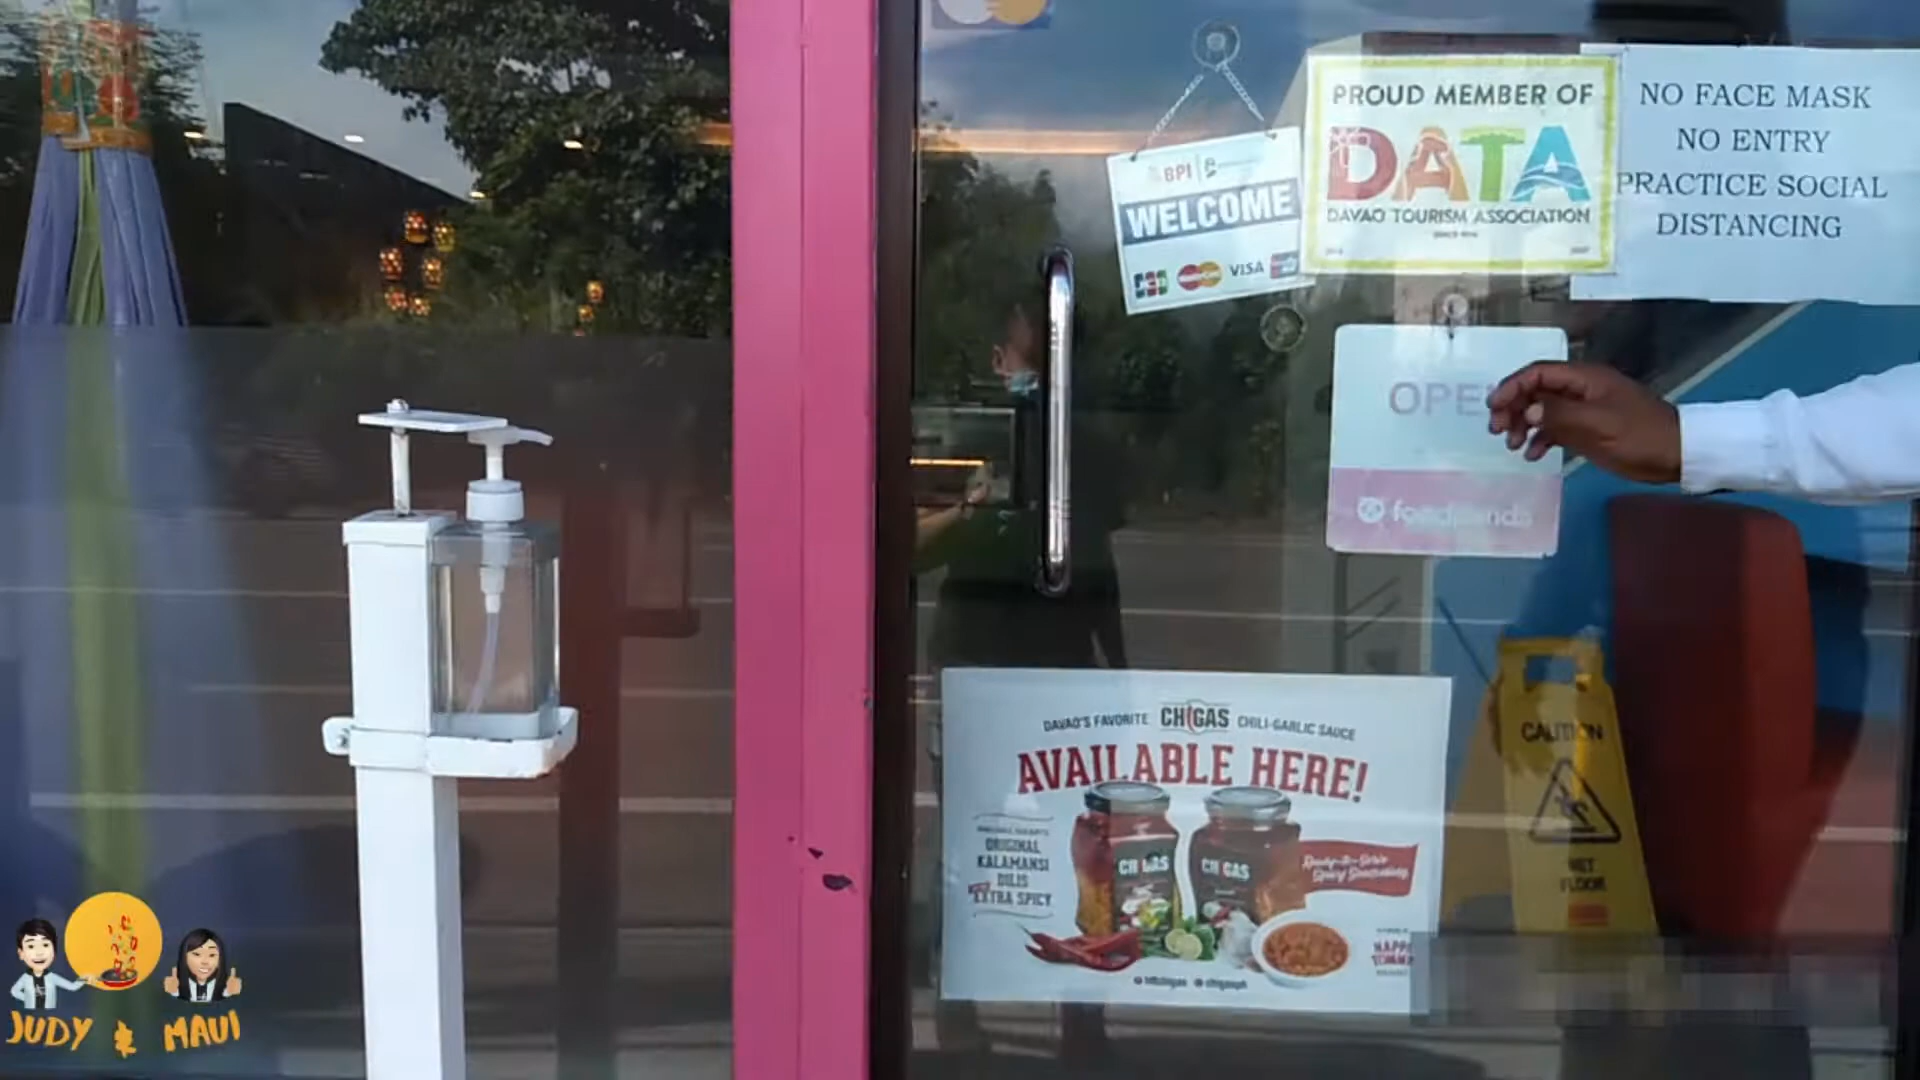 BPI
WELCOME
VISA
PROUD MEMBER OF
DATA
DAVAO TOURISM ASSOCIATION
NO FACE MASK
NO ENTRY
PRACTICE SOCIAL
DISTANCING
OPEN
foodpanda
DAVAO'S FAVORITE CHIGAS CHILI-GARLIC SAUCE
AVAILABLE HERE!
ORIGINAL
KALAMANSI
DILIS
EXTRA SPICY
CHIGAS
CHIGAS
CAUTION
WET
FLOOR
JUDY & MAUI